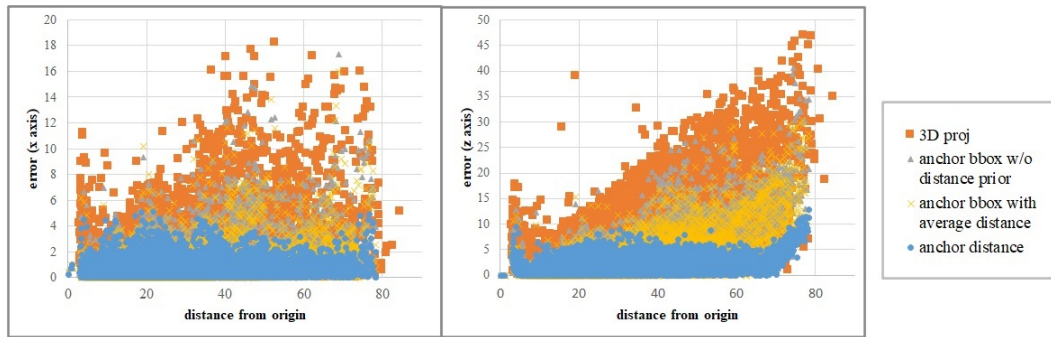 20
18
16
14
12
10
8
6
4
2
0
error (x axis)
0 20 40 60 80
distance from origin
50
45
40
35
30
25
20
15
10
5
0
error (z axis)
0 20 40 60 80
distance from origin
3D proj
anchor bbox w/o
distance prior
anchor bbox with
average distance
anchor distance